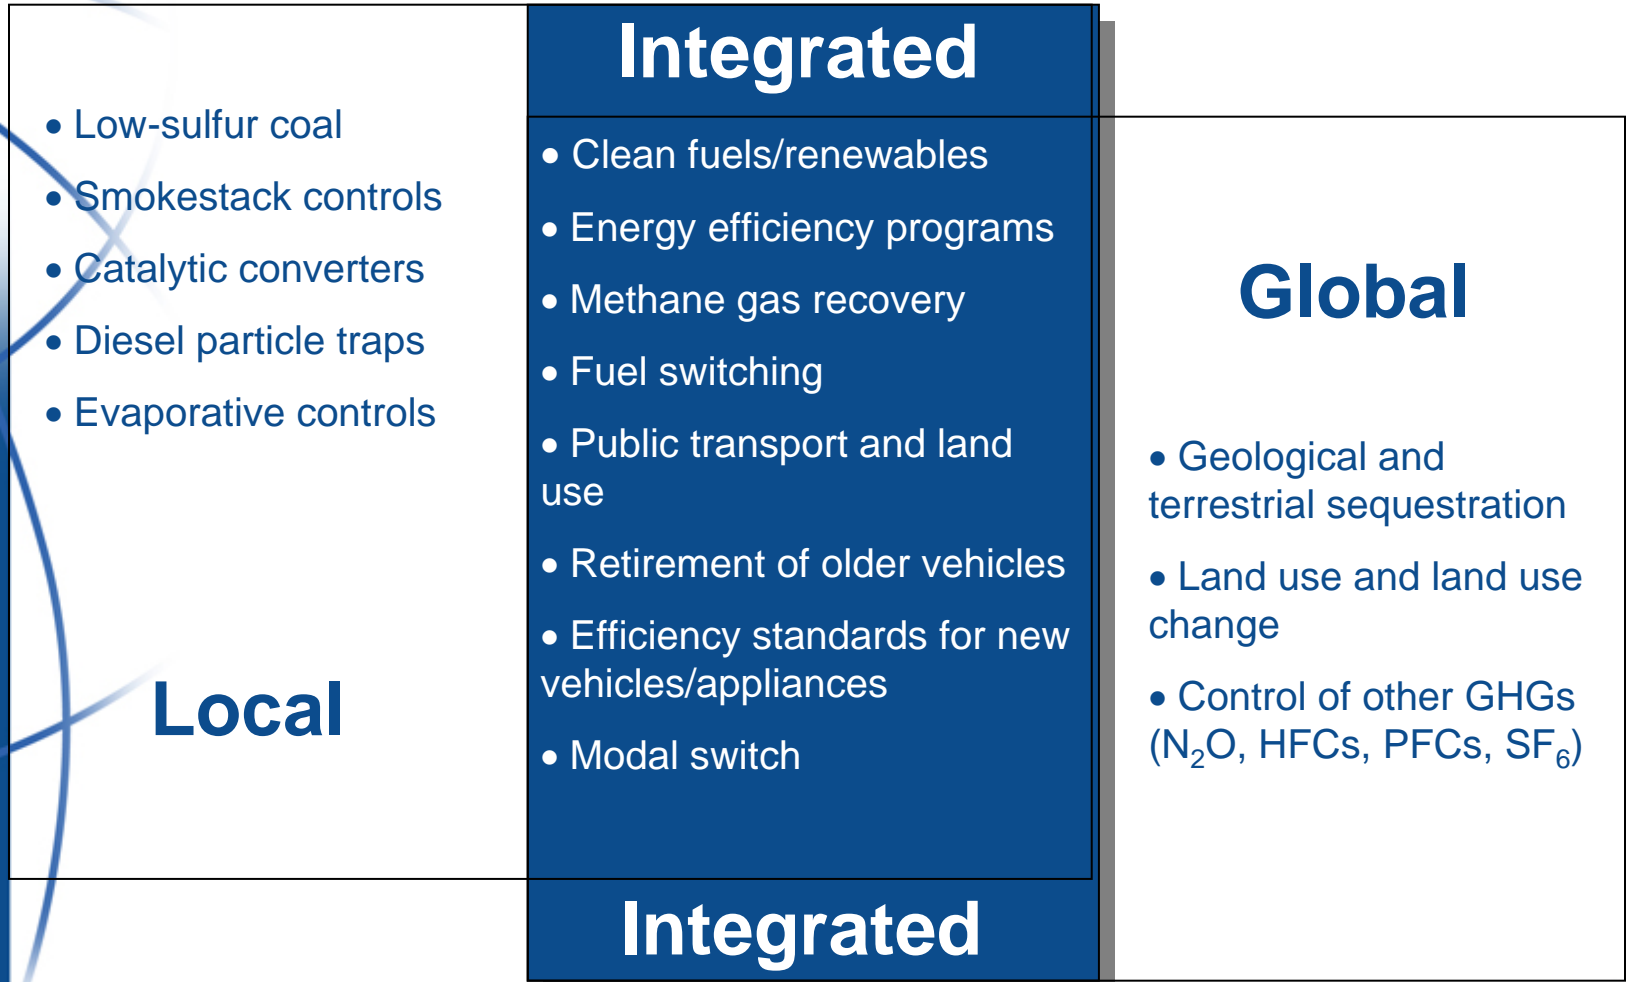 Integrated
• Low-sulfur coal
• Smokestack controls
• Catalytic converters
• Diesel particle traps
• Evaporative controls
Local
• Clean fuels/renewables
• Energy efficiency programs
• Methane gas recovery
• Fuel switching
• Public transport and land
use
• Retirement of older vehicles
• Efficiency standards for new
vehicles/appliances
• Modal switch
Integrated
Global
• Geological and
terrestrial sequestration
• Land use and land use
change
• Control of other GHGs
(N₂O, HFCs, PFCs, SF₆)